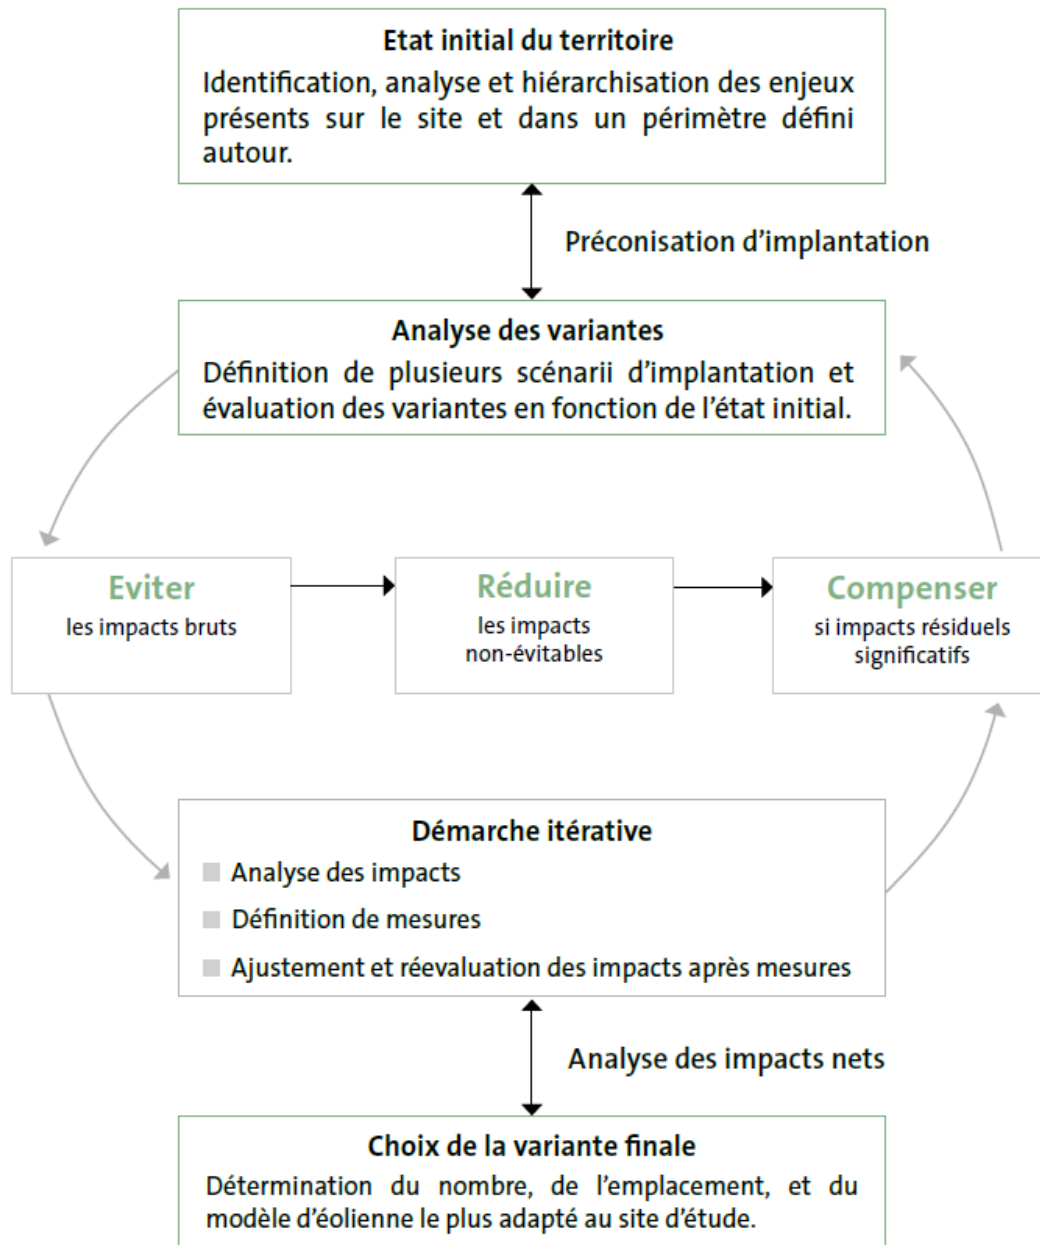 Etat initial du territoire
Identification, analyse et hiérarchisation des enjeux
présents sur le site et dans un périmètre défini
autour.
Préconisation d'implantation
Analyse des variantes
Définition de plusieurs scénarii d'implantation et
évaluation des variantes en fonction de l'état initial.
Eviter
les impacts bruts
Réduire
les impacts
non-évitables
Compenser
si impacts résiduels
significatifs
Démarche itérative
Analyse des impacts
Définition de mesures
Ajustement et réevaluation des impacts après mesures
Analyse des impacts nets
Choix de la variante finale
Détermination du nombre, de l'emplacement, et du
modèle d'éolienne le plus adapté au site d'étude.